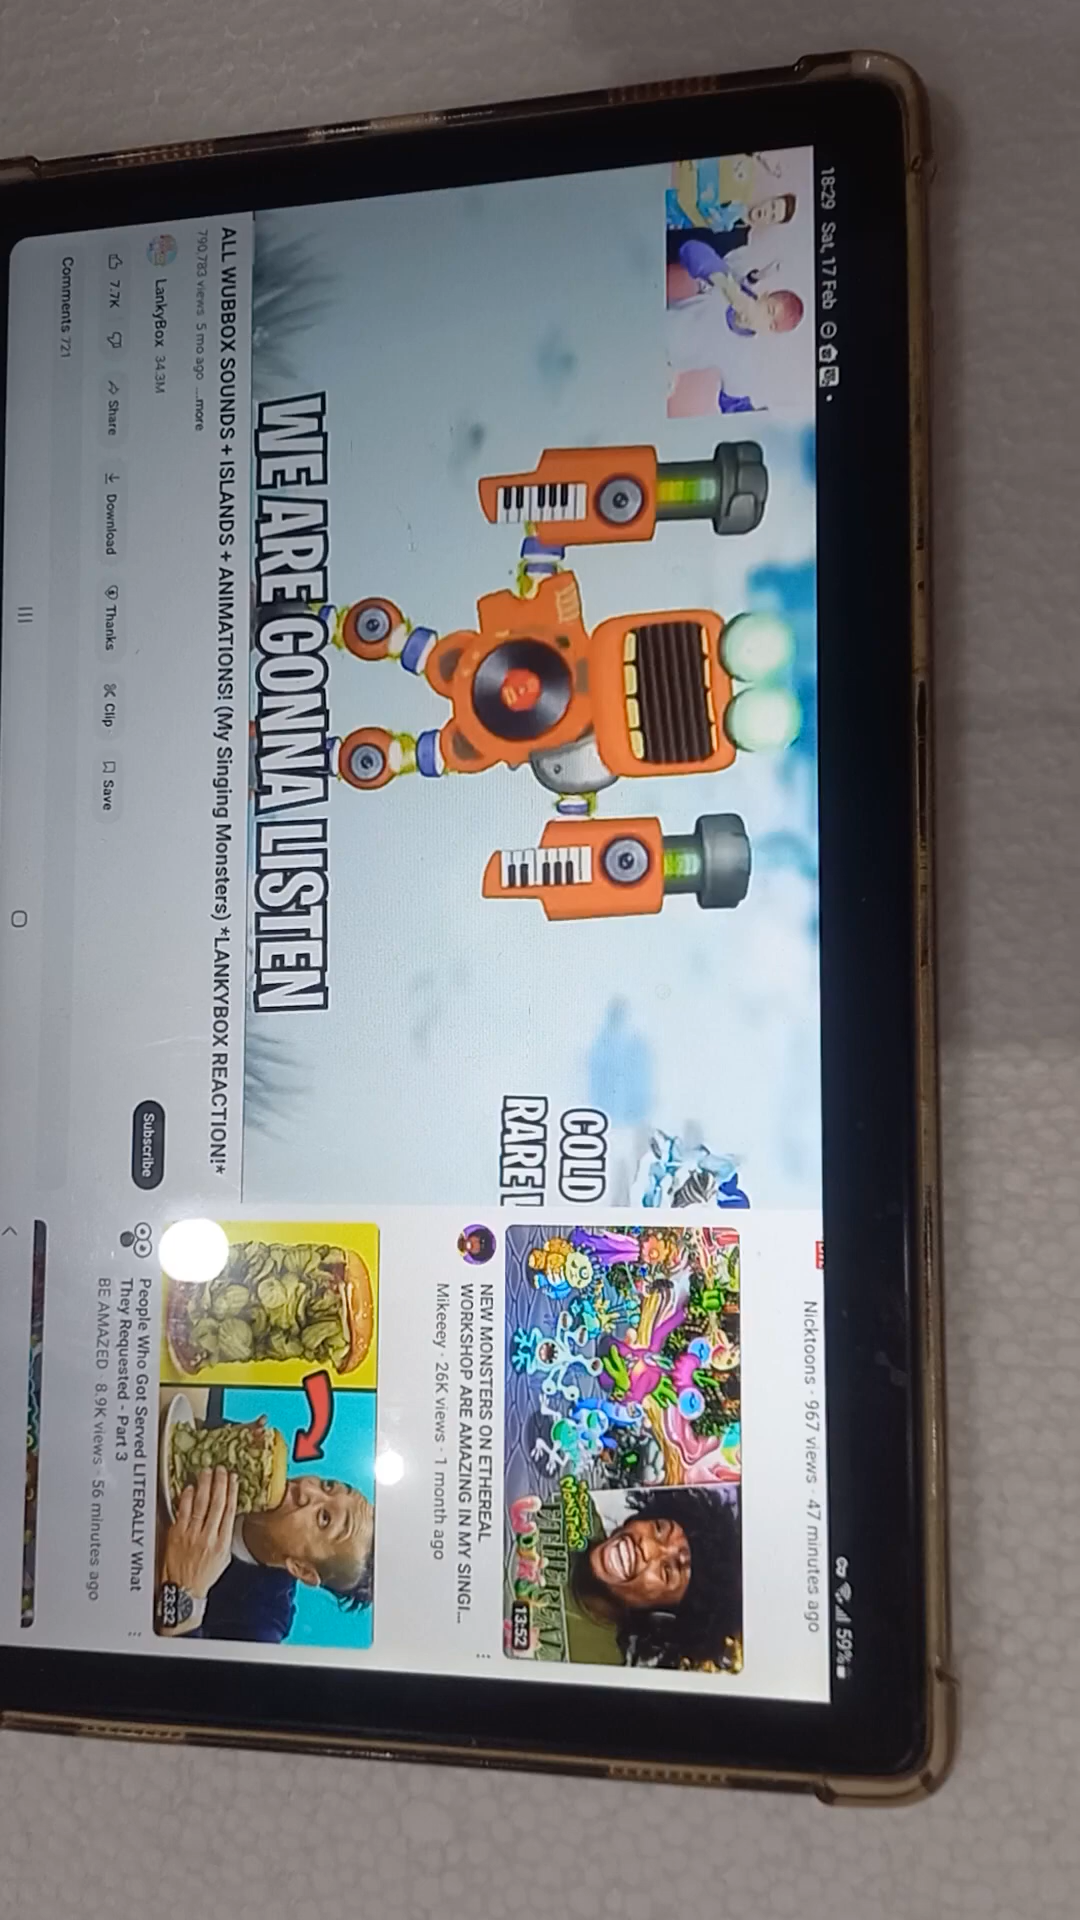 18:29 Sat, 17 Feb
59%
WE ARE GONNA LISTEN
COLD
RARE
ALL WUBBOX SOUNDS + ISLANDS + ANIMATIONS! (My Singing Monsters) *LANKYBOX REACTION!*
790,783 views 5 mo ago ...more
LankyBox 34.3M
Subscribe
7.7K
Share
Download
Thanks
Clip
Save
Comments 721
Nicktoons · 967 views · 47 minutes ago
MONSTERS
ETHEREAL
13:52
NEW MONSTERS ON ETHEREAL
WORKSHOP ARE AMAZING IN MY SINGI...
Mikeeey · 26K views · 1 month ago
23:32
People Who Got Served LITERALLY What
They Requested - Part 3
BE AMAZED · 8.9K views · 56 minutes ago